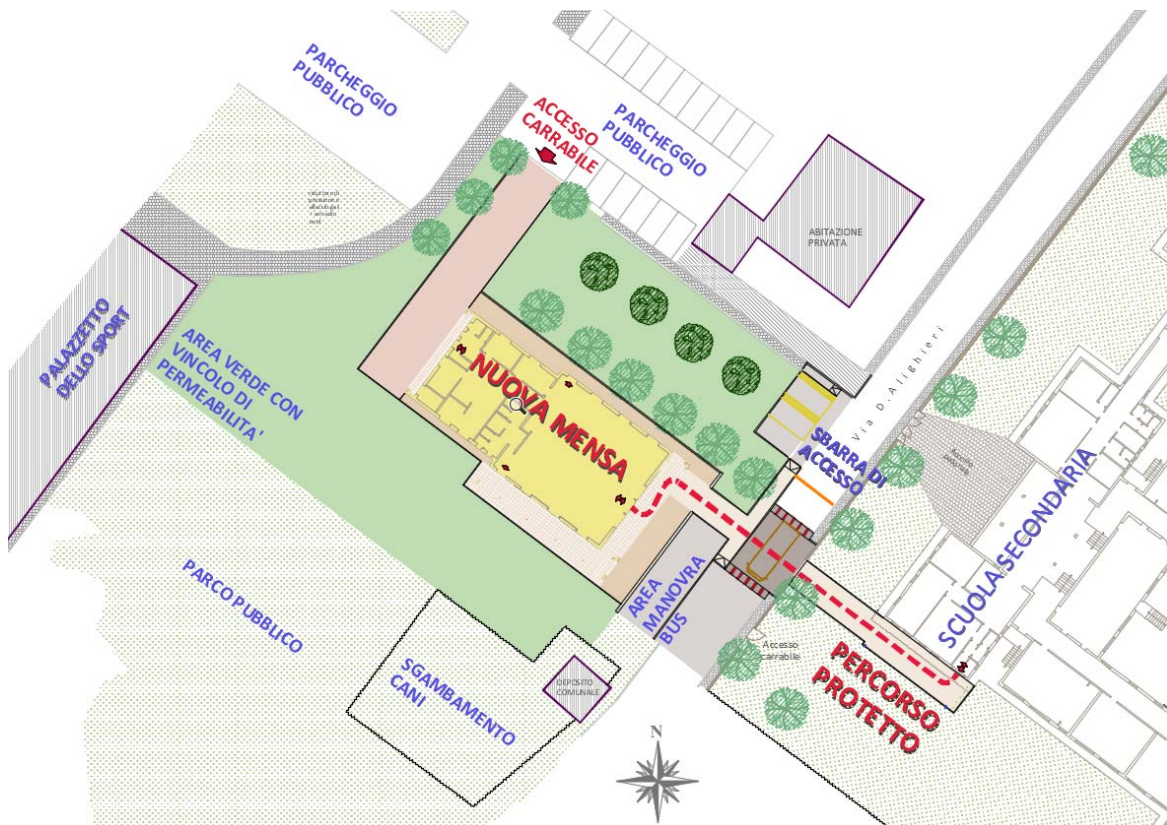 PARCHEGGIO
PUBBLICO
ACCESSO
CARRABILE
PARCHEGGIO
PUBBLICO
ABITAZIONE
PRIVATA
PALAZZETTO
DELLO SPORT
AREA VERDE CON
VINCOLO DI
PERMEABILITA'
NUOVA MENSA
Via D. Alighieri
SBARRA DI
ACCESSO
SCUOLA SECONDARIA
PARCO PUBBLICO
AREA
MANOVRA
BUS
SGAMBAMENTO
CANI
DEPOSITO
COMUNALE
Accesso
carrabile
PERCORSO
PROTETTO
N